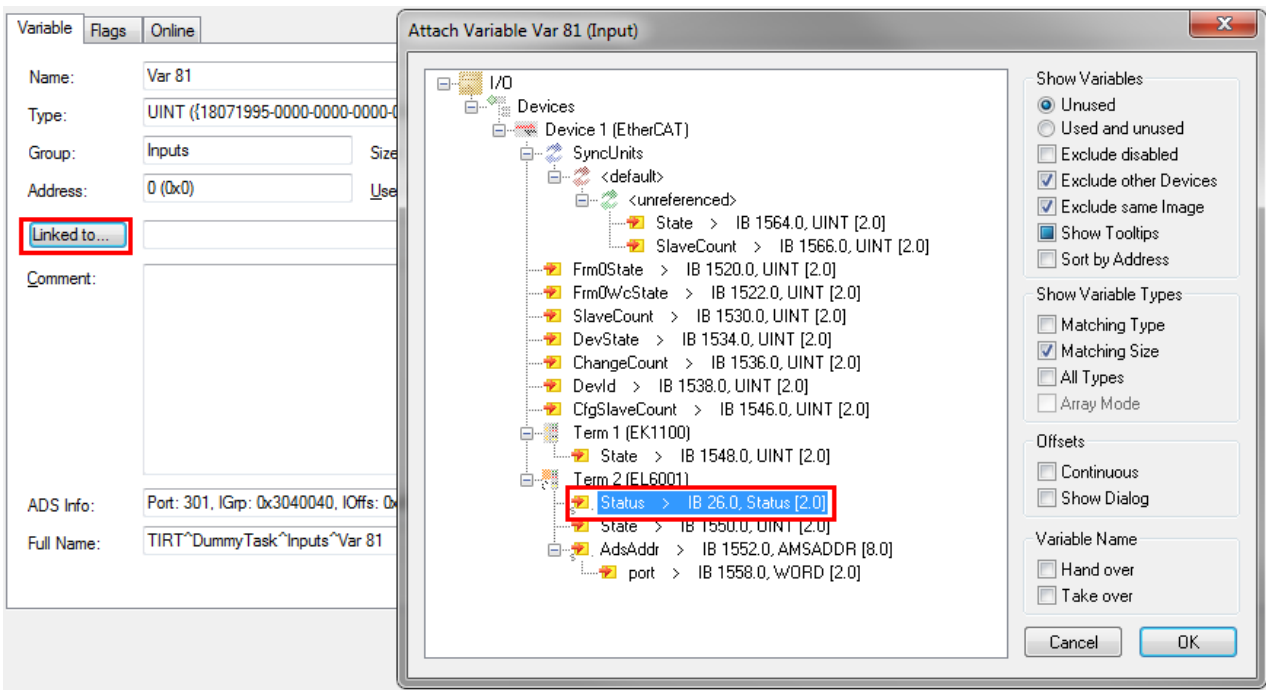 Variable Flags Online
Name: Var 81
Type: UINT ({18071995-0000-0000-0000-0
Group: Inputs Size
Address: 0 (0x0) Use
Linked to...
Comment:
ADS Info: Port: 301, IGrp: 0x3040040, IOffs: 0x
Full Name: TIRT^DummyTask^Inputs^Var 81
Attach Variable Var 81 (Input)
I/O
Devices
Device 1 (EtherCAT)
SyncUnits
<default>
<unreferenced>
State > IB 1564.0, UINT [2.0]
SlaveCount > IB 1566.0, UINT [2.0]
Frm0State > IB 1520.0, UINT [2.0]
Frm0WcState > IB 1522.0, UINT [2.0]
SlaveCount > IB 1530.0, UINT [2.0]
DevState > IB 1534.0, UINT [2.0]
ChangeCount > IB 1536.0, UINT [2.0]
DevId > IB 1538.0, UINT [2.0]
CfgSlaveCount > IB 1546.0, UINT [2.0]
Term 1 (EK1100)
State > IB 1548.0, UINT [2.0]
Term 2 (EL6001)
Status > IB 26.0, Status [2.0]
State > IB 1550.0, UINT [2.0]
AdsAddr > IB 1552.0, AMSADDR [8.0]
port > IB 1558.0, WORD [2.0]
Show Variables
Unused
Used and unused
Exclude disabled
Exclude other Devices
Exclude same Image
Show Tooltips
Sort by Address
Show Variable Types
Matching Type
Matching Size
All Types
Array Mode
Offsets
Continuous
Show Dialog
Variable Name
Hand over
Take over
Cancel OK